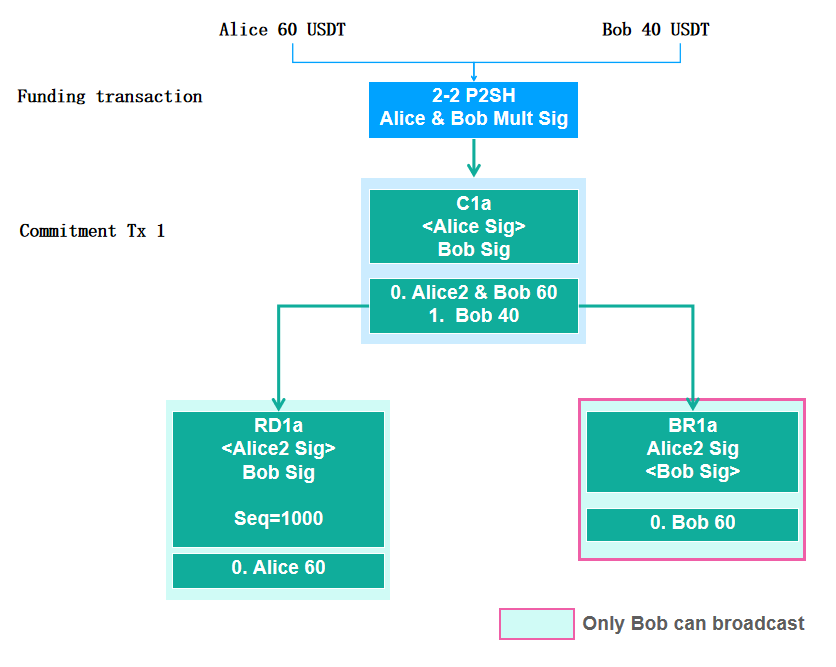 Alice 60 USDT
Bob 40 USDT
Funding transaction
2-2 P2SH
Alice & Bob Mult Sig
Commitment Tx 1
C1a
<Alice Sig>
Bob Sig
0. Alice2 & Bob 60
1. Bob 40
RD1a
<Alice2 Sig>
Bob Sig
Seq=1000
0. Alice 60
BR1a
Alice2 Sig
<Bob Sig>
0. Bob 60
Only Bob can broadcast